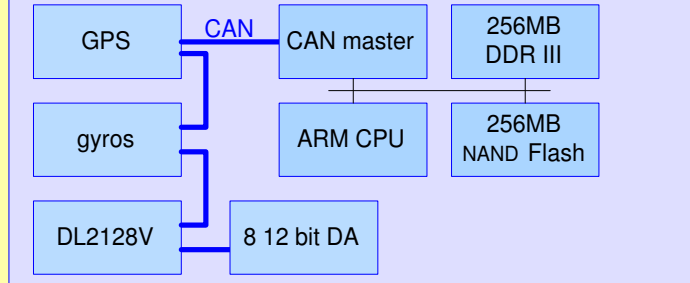 GPS
CAN
CAN master
256MB
DDR III
gyros
ARM CPU
256MB
NAND Flash
DL2128V
8 12 bit DA